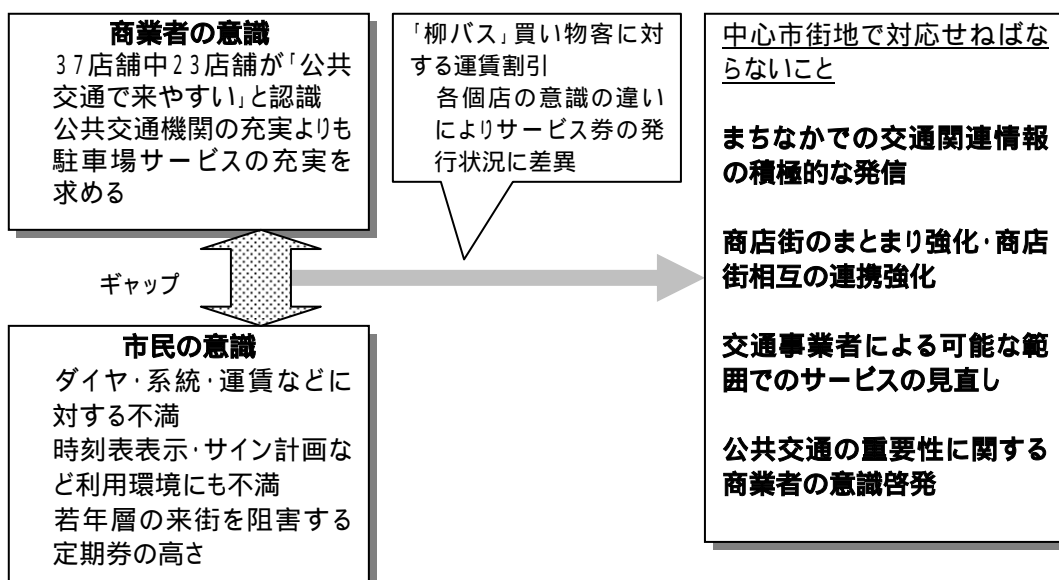 商業者の意識
37店舗中23店舗が｢公共
交通で来やすい｣と認識
公共交通機関の充実よりも
駐車場サービスの充実を
求める
ギャップ
市民の意識
ダイヤ･系統･運賃などに
対する不満
時刻表表示･サイン計画な
ど利用環境にも不満
若年層の来街を阻害する
定期券の高さ
｢柳バス｣買い物客に対
する運賃割引
各個店の意識の違い
によりサービス券の発
行状況に差異
中心市街地で対応せねばな
らないこと
まちなかでの交通関連情報
の積極的な発信
商店街のまとまり強化･商店
街相互の連携強化
交通事業者による可能な範
囲でのサービスの見直し
公共交通の重要性に関する
商業者の意識啓発